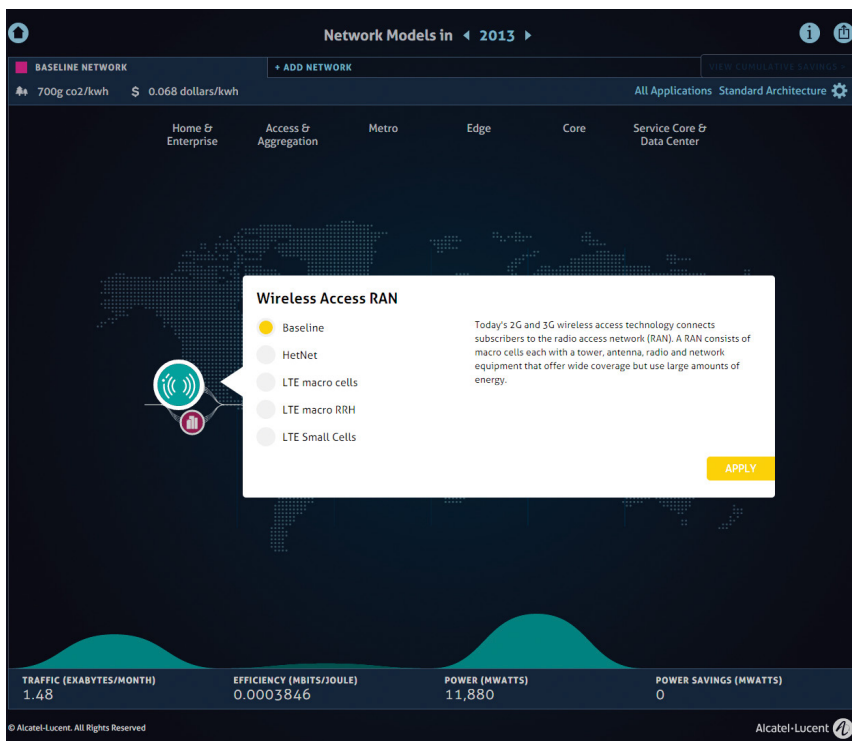 Network Models in 2013
BASELINE NETWORK
+ ADD NETWORK
VIEW CUMULATIVE SAVINGS
700g co2/kwh $ 0.068 dollars/kwh
All Applications Standard Architecture
Home &
Enterprise
Access &
Aggregation
Metro
Edge
Core
Service Core &
Data Center
Wireless Access RAN
Baseline
HetNet
LTE macro cells
LTE macro RRH
LTE Small Cells
Today's 2G and 3G wireless access technology connects
subscribers to the radio access network (RAN). A RAN consists of
macro cells each with a tower, antenna, radio and network
equipment that offer wide coverage but use large amounts of
energy.
APPLY
TRAFFIC (EXABYTES/MONTH)
1.48
EFFICIENCY (MBITS/JOULE)
0.0003846
POWER (MWATTS)
11,880
POWER SAVINGS (MWATTS)
0
© Alcatel-Lucent. All Rights Reserved
Alcatel·Lucent